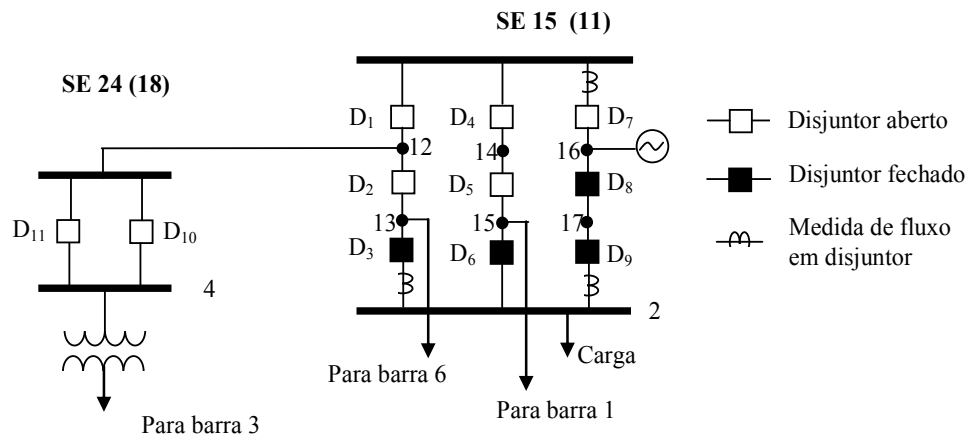 SE 15 (11)
SE 24 (18)
D1
D4
D7
12
14
16
D2
D5
D8
13
15
17
D3
D6
D9
D11
D10
4
2
Disjuntor aberto
Disjuntor fechado
Medida de fluxo
em disjuntor
Para barra 6
Carga
Para barra 1
Para barra 3